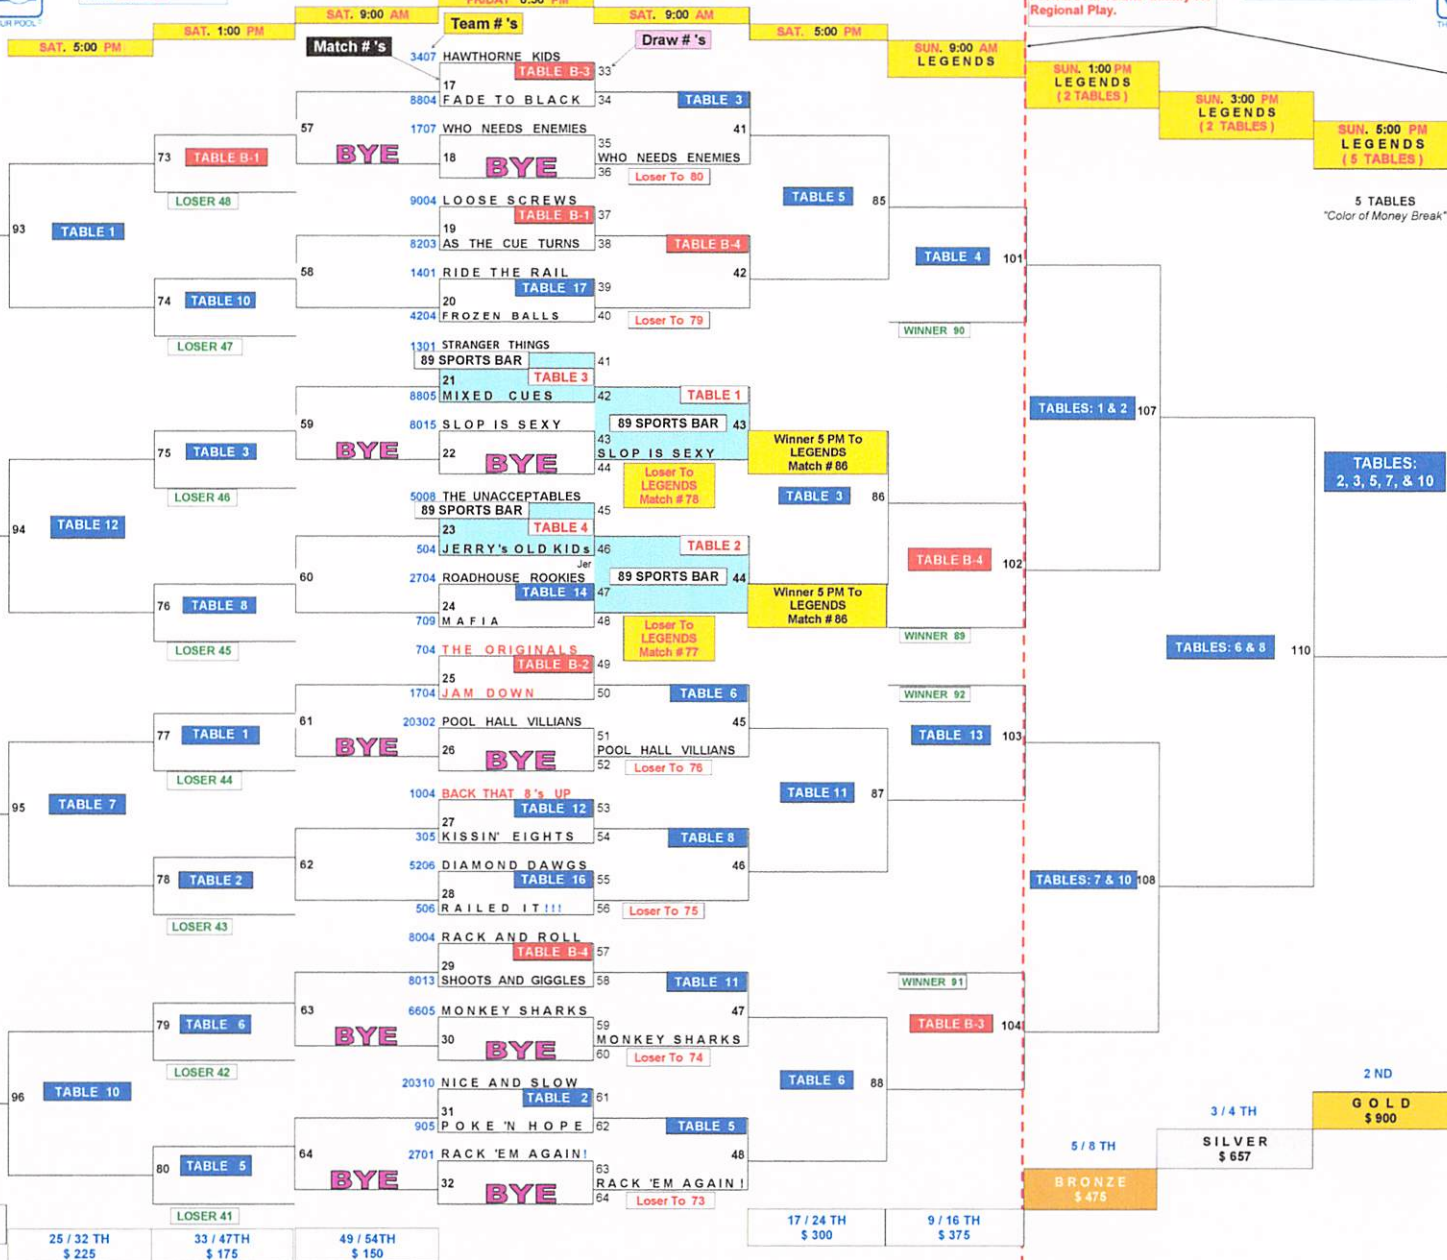 UR POOL
SAT. 5:00 PM
SAT. 1:00 PM
SAT. 9:00 AM
SAT. 9:00 AM
SAT. 5:00 PM
SUN. 9:00 AM
LEGENDS
Regional Play.
SUN. 1:00 PM
LEGENDS
( 2 TABLES )
SUN. 3:00 PM
LEGENDS
( 2 TABLES )
SUN. 5:00 PM
LEGENDS
( 5 TABLES )
5 TABLES
"Color of Money Break"
Match # 's
Team # 's
Draw # 's
3407 HAWTHORNE KIDS
17 TABLE B-3 33
8804 FADE TO BLACK 34
TABLE 3
57
1707 WHO NEEDS ENEMIES
41
BYE
18 BYE
35
WHO NEEDS ENEMIES
36 Loser To 80
73 TABLE B-1
LOSER 48
9004 LOOSE SCREWS
19 TABLE B-1 37
8203 AS THE CUE TURNS 38
TABLE B-4
TABLE 5 85
93 TABLE 1
58
1401 RIDE THE RAIL
42
20 TABLE 17 39
4204 FROZEN BALLS 40
Loser To 79
TABLE 4 101
74 TABLE 10
LOSER 47
WINNER 90
1301 STRANGER THINGS
89 SPORTS BAR 41
21 TABLE 3
8805 MIXED CUES 42
TABLE 1
59
8015 SLOP IS SEXY
89 SPORTS BAR 43
BYE
22 BYE
43
SLOP IS SEXY
44
Loser To
LEGENDS
Match # 78
Winner 5 PM To
LEGENDS
Match # 86
TABLES: 1 & 2 107
75 TABLE 3
LOSER 46
5008 THE UNACCEPTABLES
89 SPORTS BAR 45
TABLE 3 86
TABLES:
2, 3, 5, 7, & 10
23 TABLE 4
504 JERRY's OLD KIDs 46
Jer
TABLE 2
94 TABLE 12
60
2704 ROADHOUSE ROOKIES
89 SPORTS BAR 44
24 TABLE 14 47
709 MAFIA 48
Loser To
LEGENDS
Match # 77
Winner 5 PM To
LEGENDS
Match # 86
TABLE B-4 102
76 TABLE 8
LOSER 45
WINNER 89
704 THE ORIGINALS
25 TABLE B-2 49
1704 JAM DOWN 50
TABLE 6
WINNER 92
TABLES: 6 & 8 110
61
20302 POOL HALL VILLIANS
45
BYE
26 BYE
51
POOL HALL VILLIANS
52 Loser To 76
77 TABLE 1
LOSER 44
TABLE 13 103
1004 BACK THAT 8's UP
27 TABLE 12 53
305 KISSIN' EIGHTS 54
TABLE 8
TABLE 11 87
95 TABLE 7
62
5206 DIAMOND DAWGS
46
28 TABLE 16 55
506 RAILED IT!!! 56
Loser To 75
78 TABLE 2
LOSER 43
TABLES: 7 & 10 108
8004 RACK AND ROLL
29 TABLE B-4 57
8013 SHOOTS AND GIGGLES 58
TABLE 11
WINNER 91
63
6605 MONKEY SHARKS
47
BYE
30 BYE
59
MONKEY SHARKS
60 Loser To 74
79 TABLE 6
LOSER 42
TABLE B-3 104
20310 NICE AND SLOW
31 TABLE 2 61
905 POKE 'N HOPE 62
TABLE 5
TABLE 6 88
96 TABLE 10
64
2701 RACK 'EM AGAIN!
48
BYE
32 BYE
63
RACK 'EM AGAIN !
64 Loser To 73
80 TABLE 5
LOSER 41
2 ND
GOLD
$ 900
3 / 4 TH
SILVER
$ 657
5 / 8 TH
BRONZE
$ 475
25 / 32 TH
$ 225
33 / 47TH
$ 175
49 / 54TH
$ 150
17 / 24 TH
$ 300
9 / 16 TH
$ 375